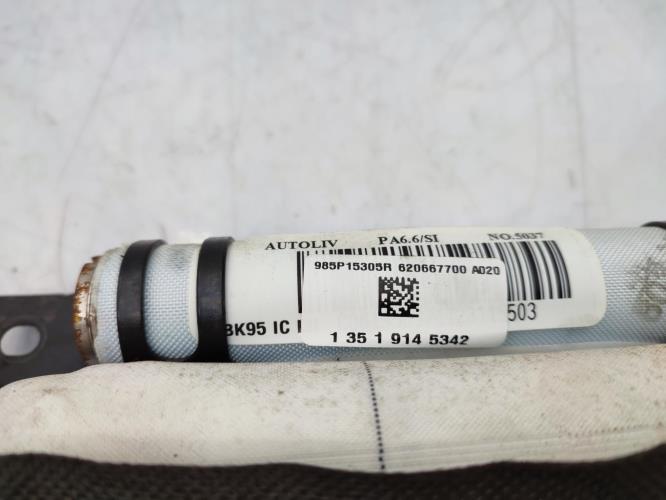 AUTOLIV PA6.6/SI NO.5037
985P15305R 620667700 A020
BK95 IC
503
1 35 1 914 5342